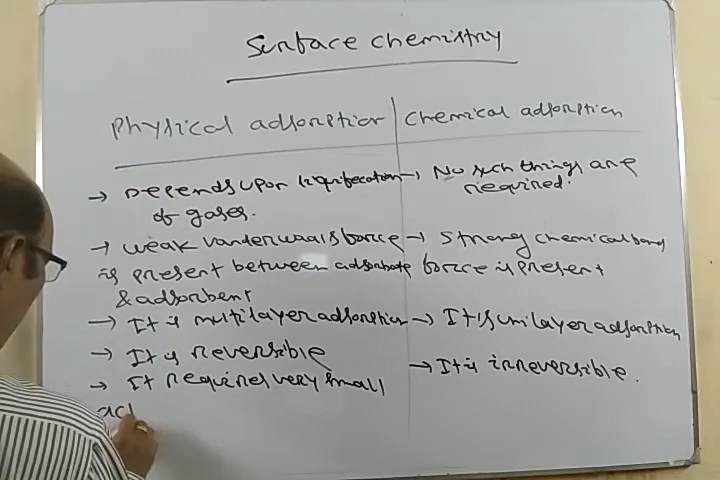 Surface chemistry
Physical adsorption
Depends upon liquifecation
of gases.
weak vanderwaals force
is present between adsorbate
& adsorbent
It is multilayer adsorption
It is reversible
It requires very small
act
Chemical adsorption
No such things are
required.
Strong chemical bond
force is present
It is unilayer adsorption
It is irreversible.